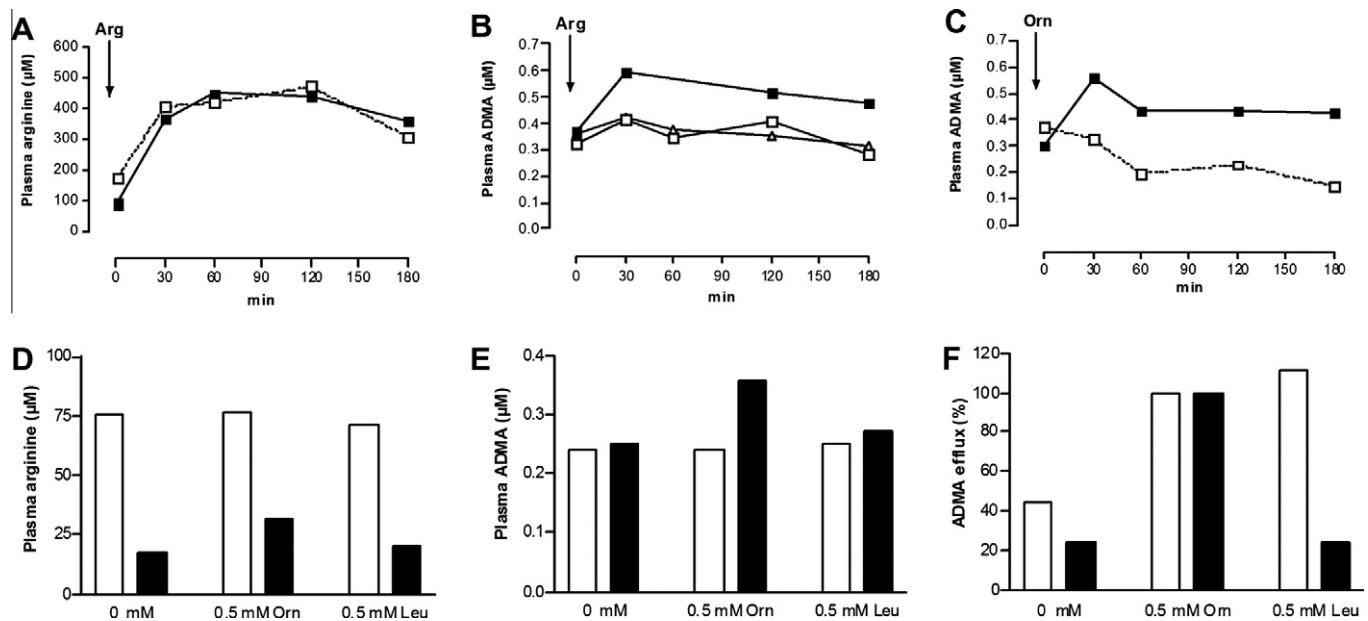 A
Arg
Plasma arginine (µM)
600
500
400
300
200
100
0
0 30 60 90 120 150 180
min
B
Arg
Plasma ADMA (µM)
0.7
0.6
0.5
0.4
0.3
0.2
0.1
0.0
0 30 60 90 120 150 180
min
C
Orn
Plasma ADMA (µM)
0.7
0.6
0.5
0.4
0.3
0.2
0.1
0.0
0 30 60 90 120 150 180
min
D
Plasma arginine (µM)
100
75
50
25
0
0 mM 0.5 mM Orn 0.5 mM Leu
E
Plasma ADMA (µM)
0.4
0.3
0.2
0.1
0.0
0 mM 0.5 mM Orn 0.5 mM Leu
F
ADMA efflux (%)
120
100
80
60
40
20
0
0 mM 0.5 mM Orn 0.5 mM Leu